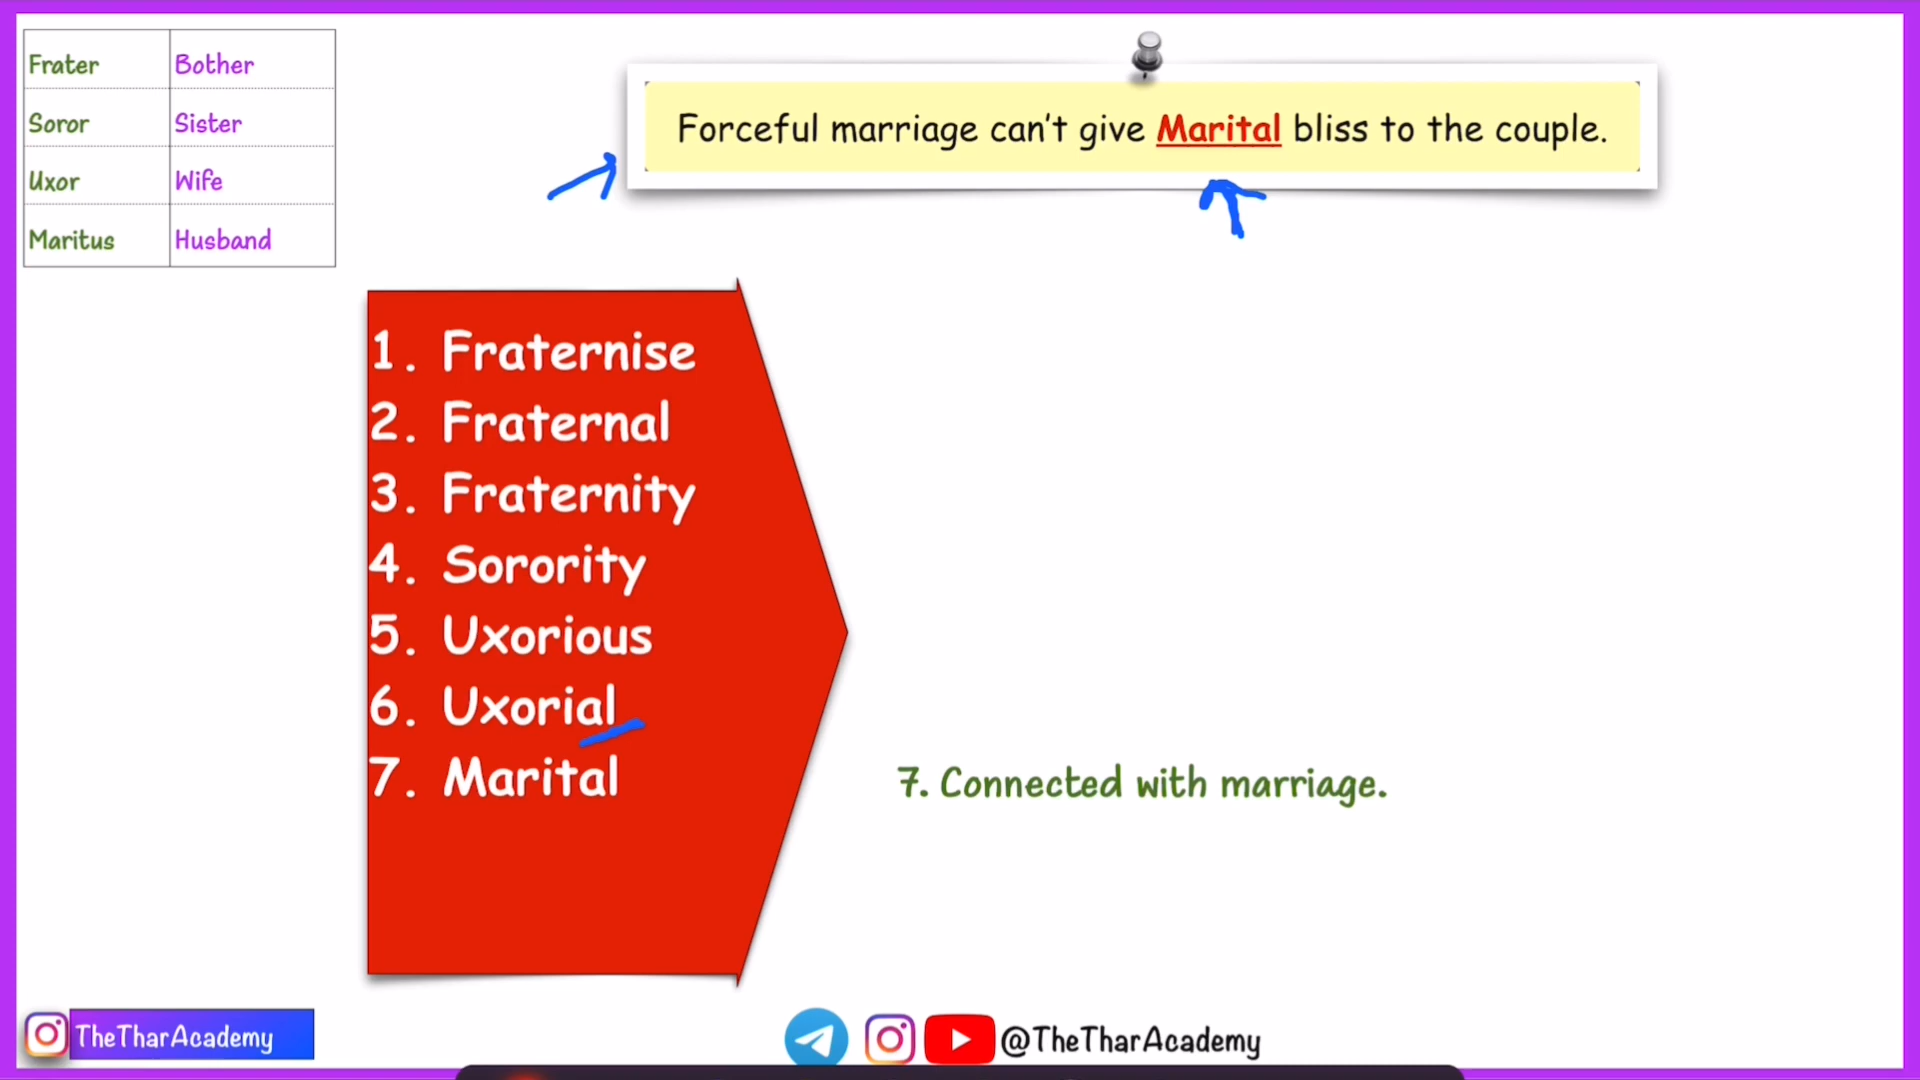 Frater Bother
Soror Sister
Uxor Wife
Maritus Husband
Forceful marriage can't give Marital bliss to the couple.
1. Fraternise
2. Fraternal
3. Fraternity
4. Sorority
5. Uxorious
6. Uxorial
7. Marital
7. Connected with marriage.
TheTharAcademy
@TheTharAcademy